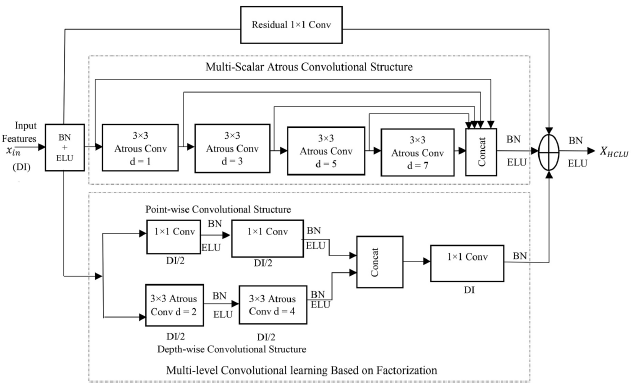 Residual 1×1 Conv
Multi-Scalar Atrous Convolutional Structure
Input
Features
x_in
(DI)
BN
+
ELU
3×3
Atrous Conv
d = 1
3×3
Atrous Conv
d = 3
3×3
Atrous Conv
d = 5
3×3
Atrous Conv
d = 7
Concat
BN
ELU
BN
ELU
X_HCLU
Point-wise Convolutional Structure
1×1 Conv
DI/2
BN
ELU
1×1 Conv
DI/2
BN
ELU
3×3 Atrous
Conv d = 2
DI/2
BN
ELU
3×3 Atrous
Conv d = 4
DI/2
BN
ELU
Concat
1×1 Conv
DI
BN
Depth-wise Convolutional Structure
Multi-level Convolutional learning Based on Factorization